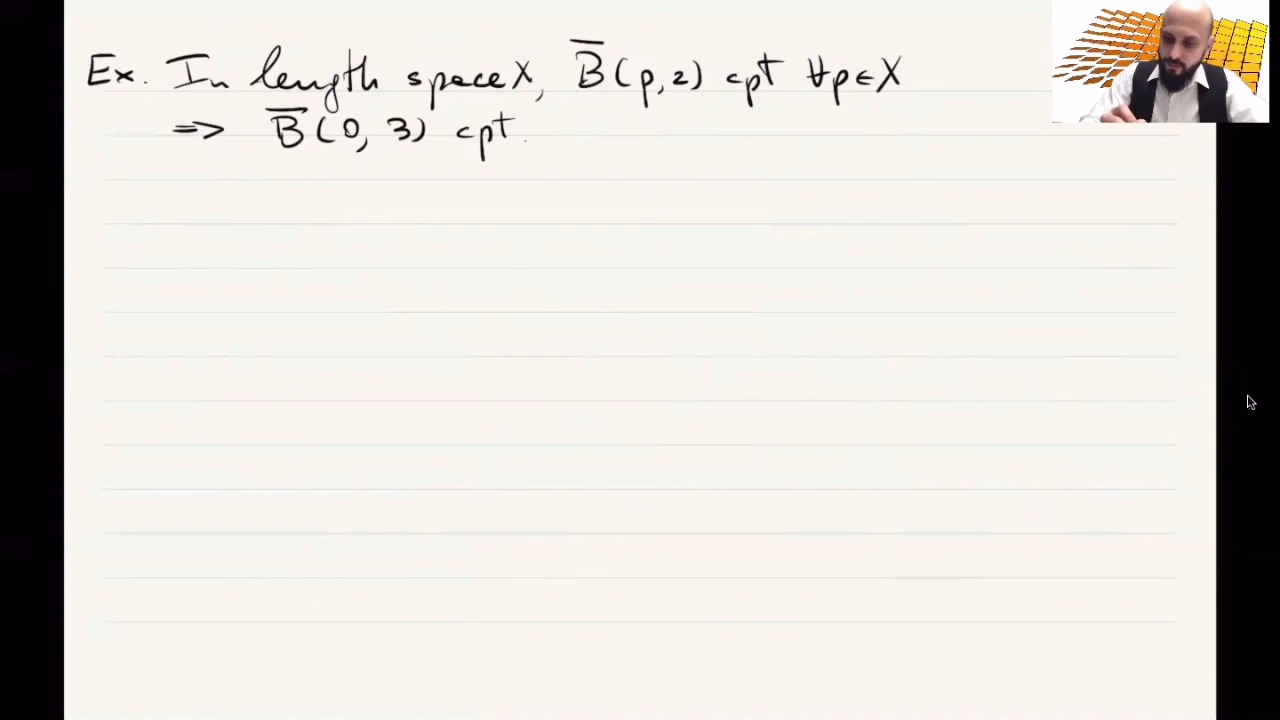 Ex. In length space X, B̅(p,2) cpt ∀p∈X
=> B̅(0, 3) cpt.